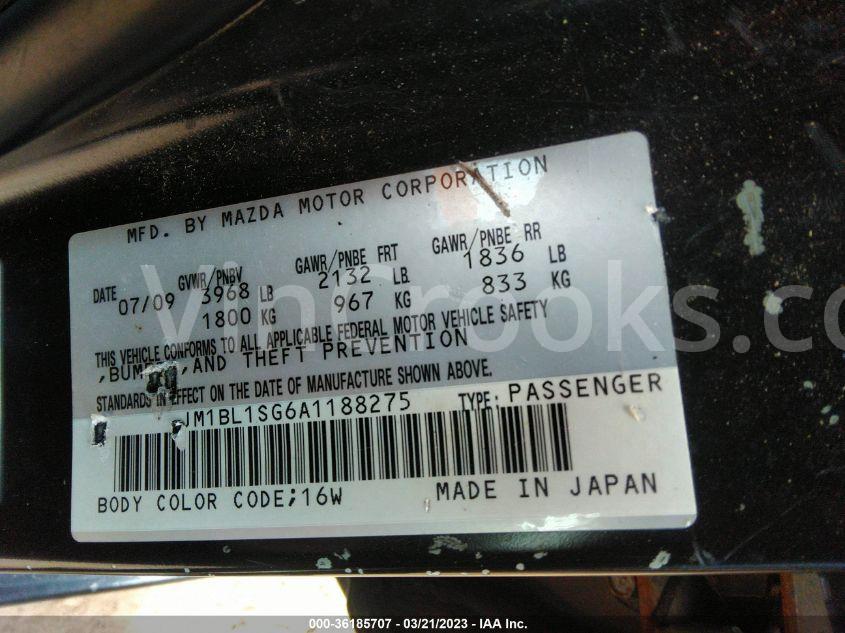 MFD. BY MAZDA MOTOR CORPORATION
DATE GVWR/PNBV GAWR/PNBE FRT GAWR/PNBE RR
07/09 3968 LB 2132 LB 1836 LB
1800 KG 967 KG 833 KG
THIS VEHICLE CONFORMS TO ALL APPLICABLE FEDERAL MOTOR VEHICLE SAFETY
,AND THEFT PREVENTION
STANDARDS IN EFFECT ON THE DATE OF MANUFACTURE SHOWN ABOVE.
JM1BL1SG6A1188275 TYPE: PASSENGER
BODY COLOR CODE;16W MADE IN JAPAN
VinCrooks.co
000-36185707 - 03/21/2023 - © IAA Inc.